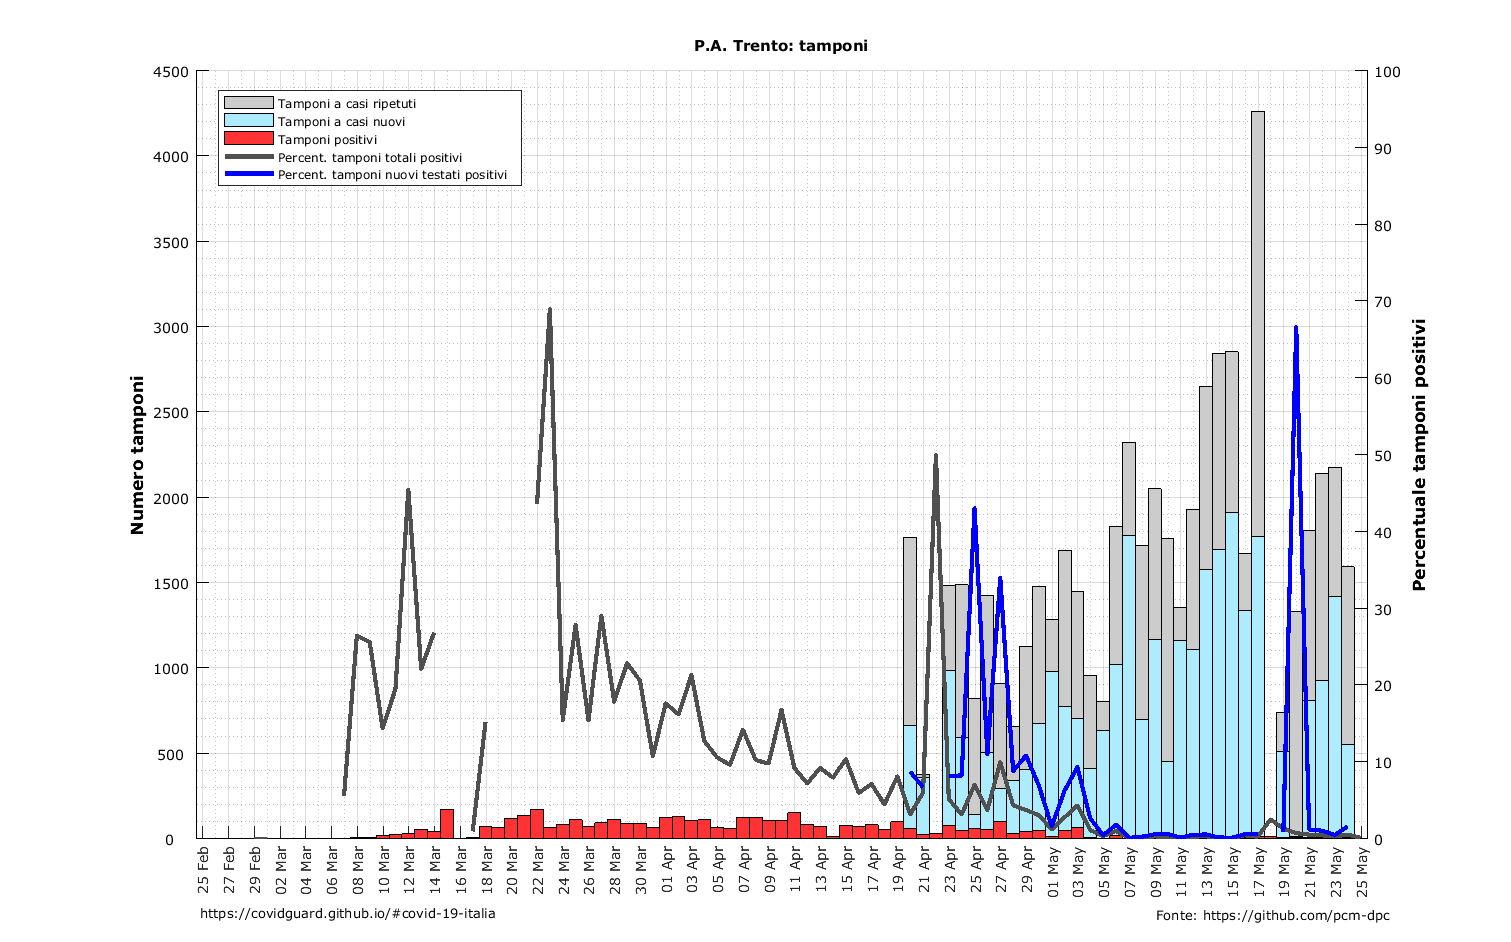 P.A. Trento: tamponi
Tamponi a casi ripetuti
Tamponi a casi nuovi
Tamponi positivi
Percent. tamponi totali positivi
Percent. tamponi nuovi testati positivi
Numero tamponi
4500
4000
3500
3000
2500
2000
1500
1000
500
0
Percentuale tamponi positivi
100
90
80
70
60
50
40
30
20
10
0
25 Feb
27 Feb
29 Feb
02 Mar
04 Mar
06 Mar
08 Mar
10 Mar
12 Mar
14 Mar
16 Mar
18 Mar
20 Mar
22 Mar
24 Mar
26 Mar
28 Mar
30 Mar
01 Apr
03 Apr
05 Apr
07 Apr
09 Apr
11 Apr
13 Apr
15 Apr
17 Apr
19 Apr
21 Apr
23 Apr
25 Apr
27 Apr
29 Apr
01 May
03 May
05 May
07 May
09 May
11 May
13 May
15 May
17 May
19 May
21 May
23 May
25 May
https://covidguard.github.io/#covid-19-italia
Fonte: https://github.com/pcm-dpc